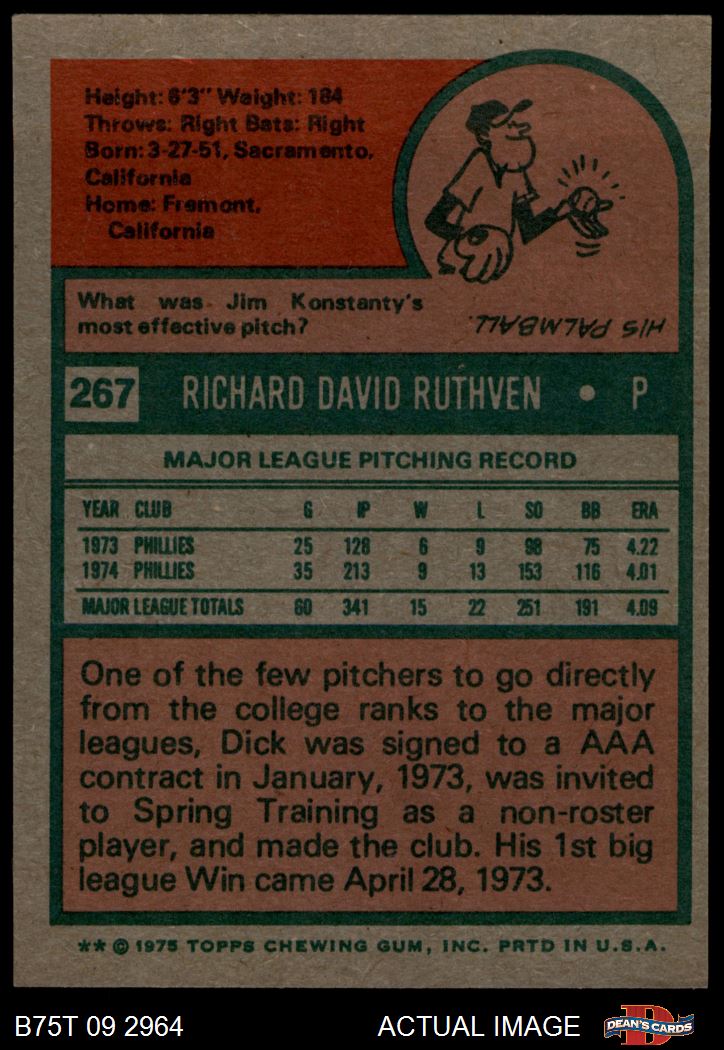 Height: 6'3" Weight: 184
Throws: Right Bats: Right
Born: 3-27-51, Sacramento,
California
Home: Fremont,
California
What was Jim Konstanty's
most effective pitch?
HIS PALMBALL.
267 RICHARD DAVID RUTHVEN • P
MAJOR LEAGUE PITCHING RECORD
YEAR CLUB G IP W L SO BB ERA
1973 PHILLIES 25 128 6 9 98 75 4.22
1974 PHILLIES 35 213 9 13 153 116 4.01
MAJOR LEAGUE TOTALS 60 341 15 22 251 191 4.09
One of the few pitchers to go directly
from the college ranks to the major
leagues, Dick was signed to a AAA
contract in January, 1973, was invited
to Spring Training as a non-roster
player, and made the club. His 1st big
league Win came April 28, 1973.
** © 1975 TOPPS CHEWING GUM, INC. PRTD IN U.S.A.
B75T 09 2964 ACTUAL IMAGE D DEAN'S CARDS